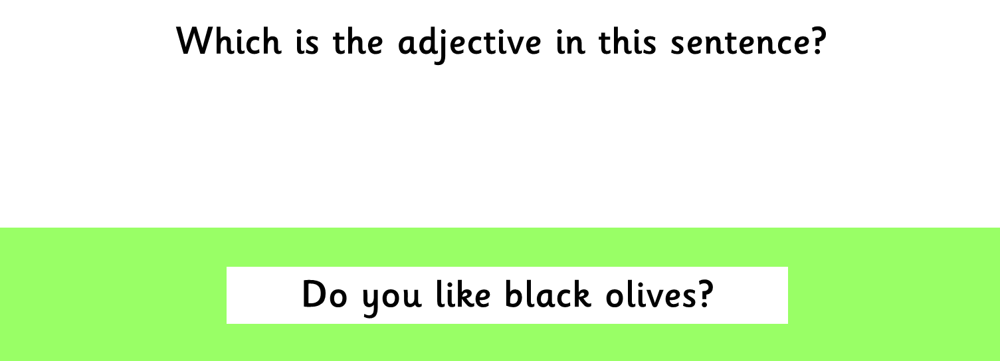 Which is the adjective in this sentence?
Do you like black olives?